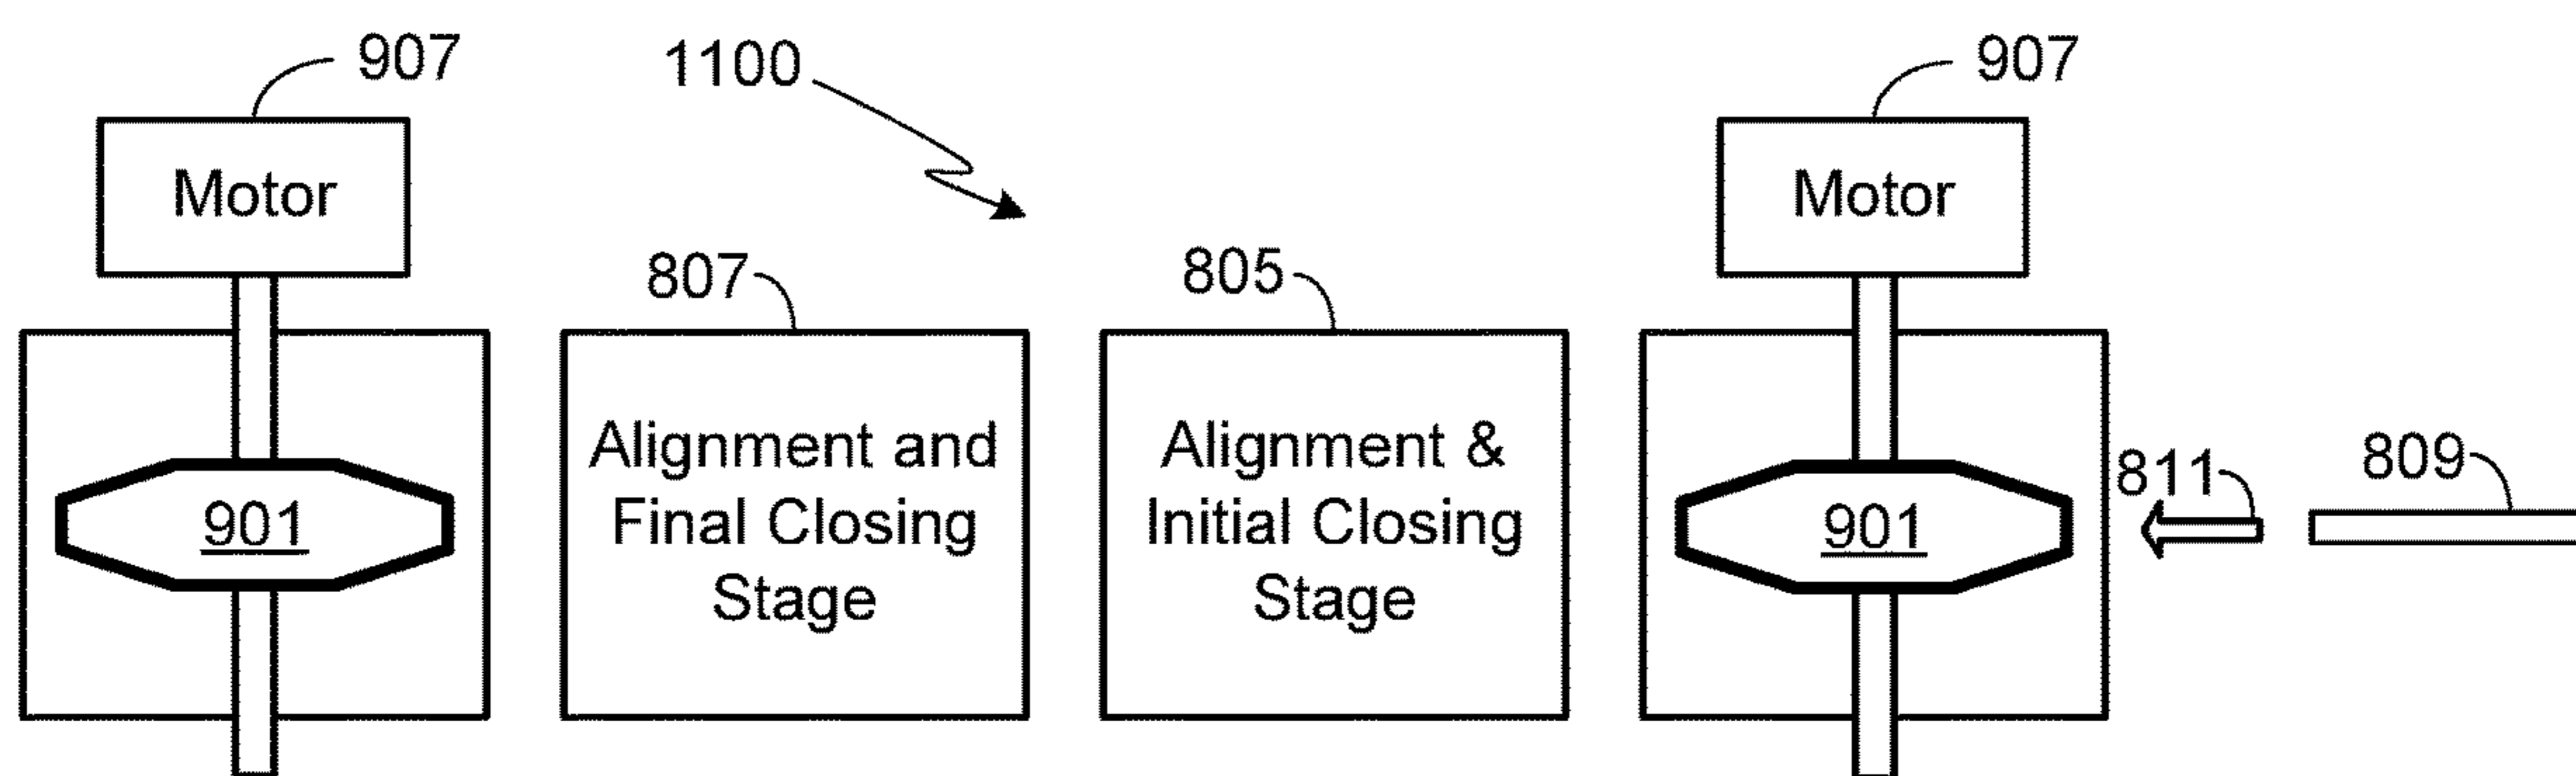 907
1100
907
Motor
Motor
807
805
Alignment and
Final Closing
Stage
Alignment &
Initial Closing
Stage
901
901
811
809